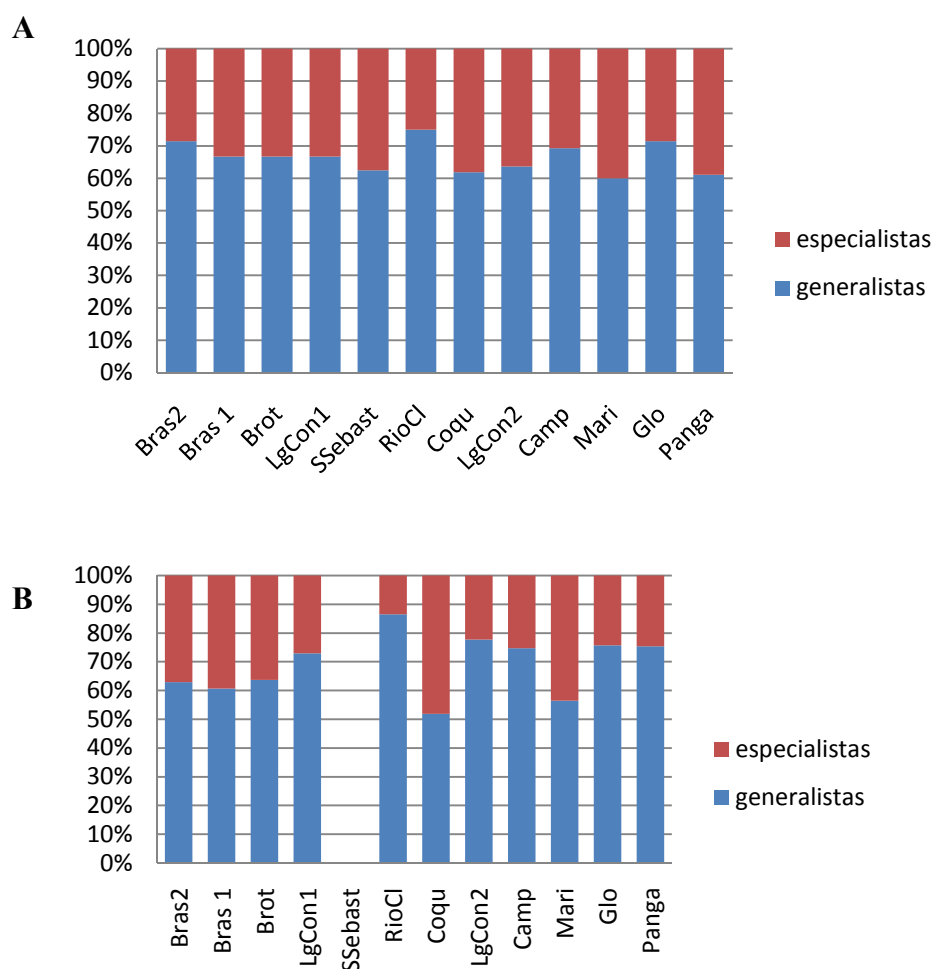 A
100%
90%
80%
70%
60%
50%
40%
30%
20%
10%
0%
Bras2
Bras 1
Brot
LgCon1
SSebast
RioCl
Coqu
LgCon2
Camp
Mari
Glo
Panga
especialistas
generalistas
B
100%
90%
80%
70%
60%
50%
40%
30%
20%
10%
0%
Bras2
Bras 1
Brot
LgCon1
SSebast
RioCl
Coqu
LgCon2
Camp
Mari
Glo
Panga
especialistas
generalistas